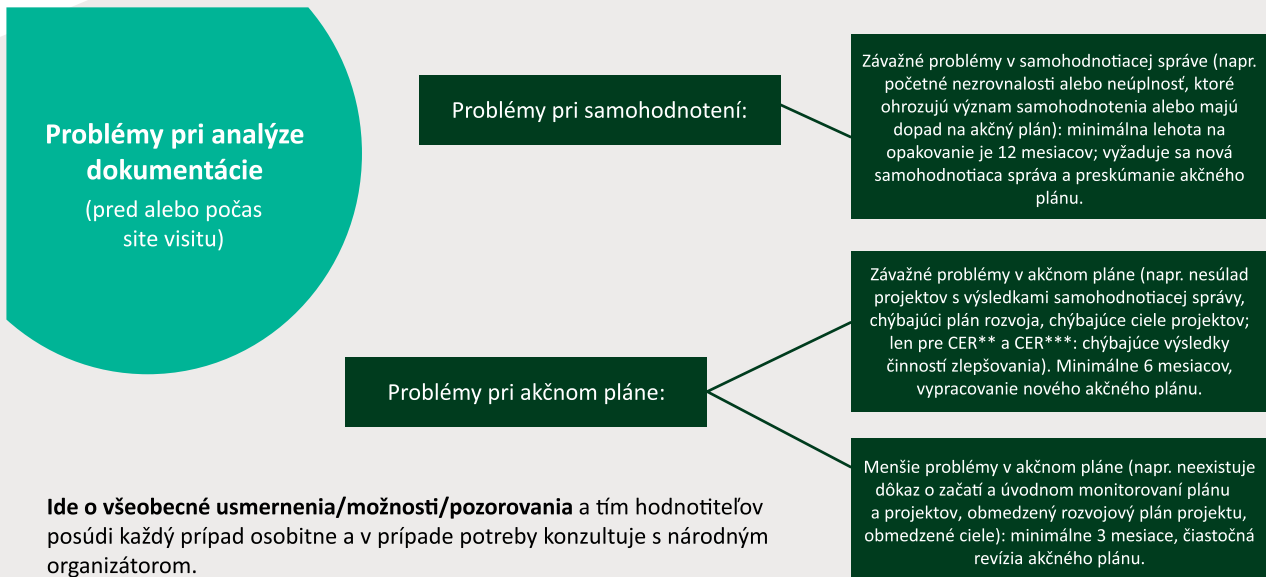 Problémy pri analýze
dokumentácie
(pred alebo počas
site visitu)
Problémy pri samohodnotení:
Závažné problémy v samohodnotiacej správe (napr.
početné nezrovnalosti alebo neúplnosť, ktoré
ohrozujú význam samohodnotenia alebo majú
dopad na akčný plán): minimálna lehota na
opakovanie je 12 mesiacov; vyžaduje sa nová
samohodnotiaca správa a preskúmanie akčného
plánu.
Problémy pri akčnom pláne:
Závažné problémy v akčnom pláne (napr. nesúlad
projektov s výsledkami samohodnotiacej správy,
chýbajúci plán rozvoja, chýbajúce ciele projektov;
len pre CER** a CER***: chýbajúce výsledky
činností zlepšovania). Minimálne 6 mesiacov,
vypracovanie nového akčného plánu.
Menšie problémy v akčnom pláne (napr. neexistuje
dôkaz o začatí a úvodnom monitorovaní plánu
a projektov, obmedzený rozvojový plán projektu,
obmedzené ciele): minimálne 3 mesiace, čiastočná
revízia akčného plánu.
Ide o všeobecné usmernenia/možnosti/pozorovania a tím hodnotiteľov
posúdi každý prípad osobitne a v prípade potreby konzultuje s národným
organizátorom.